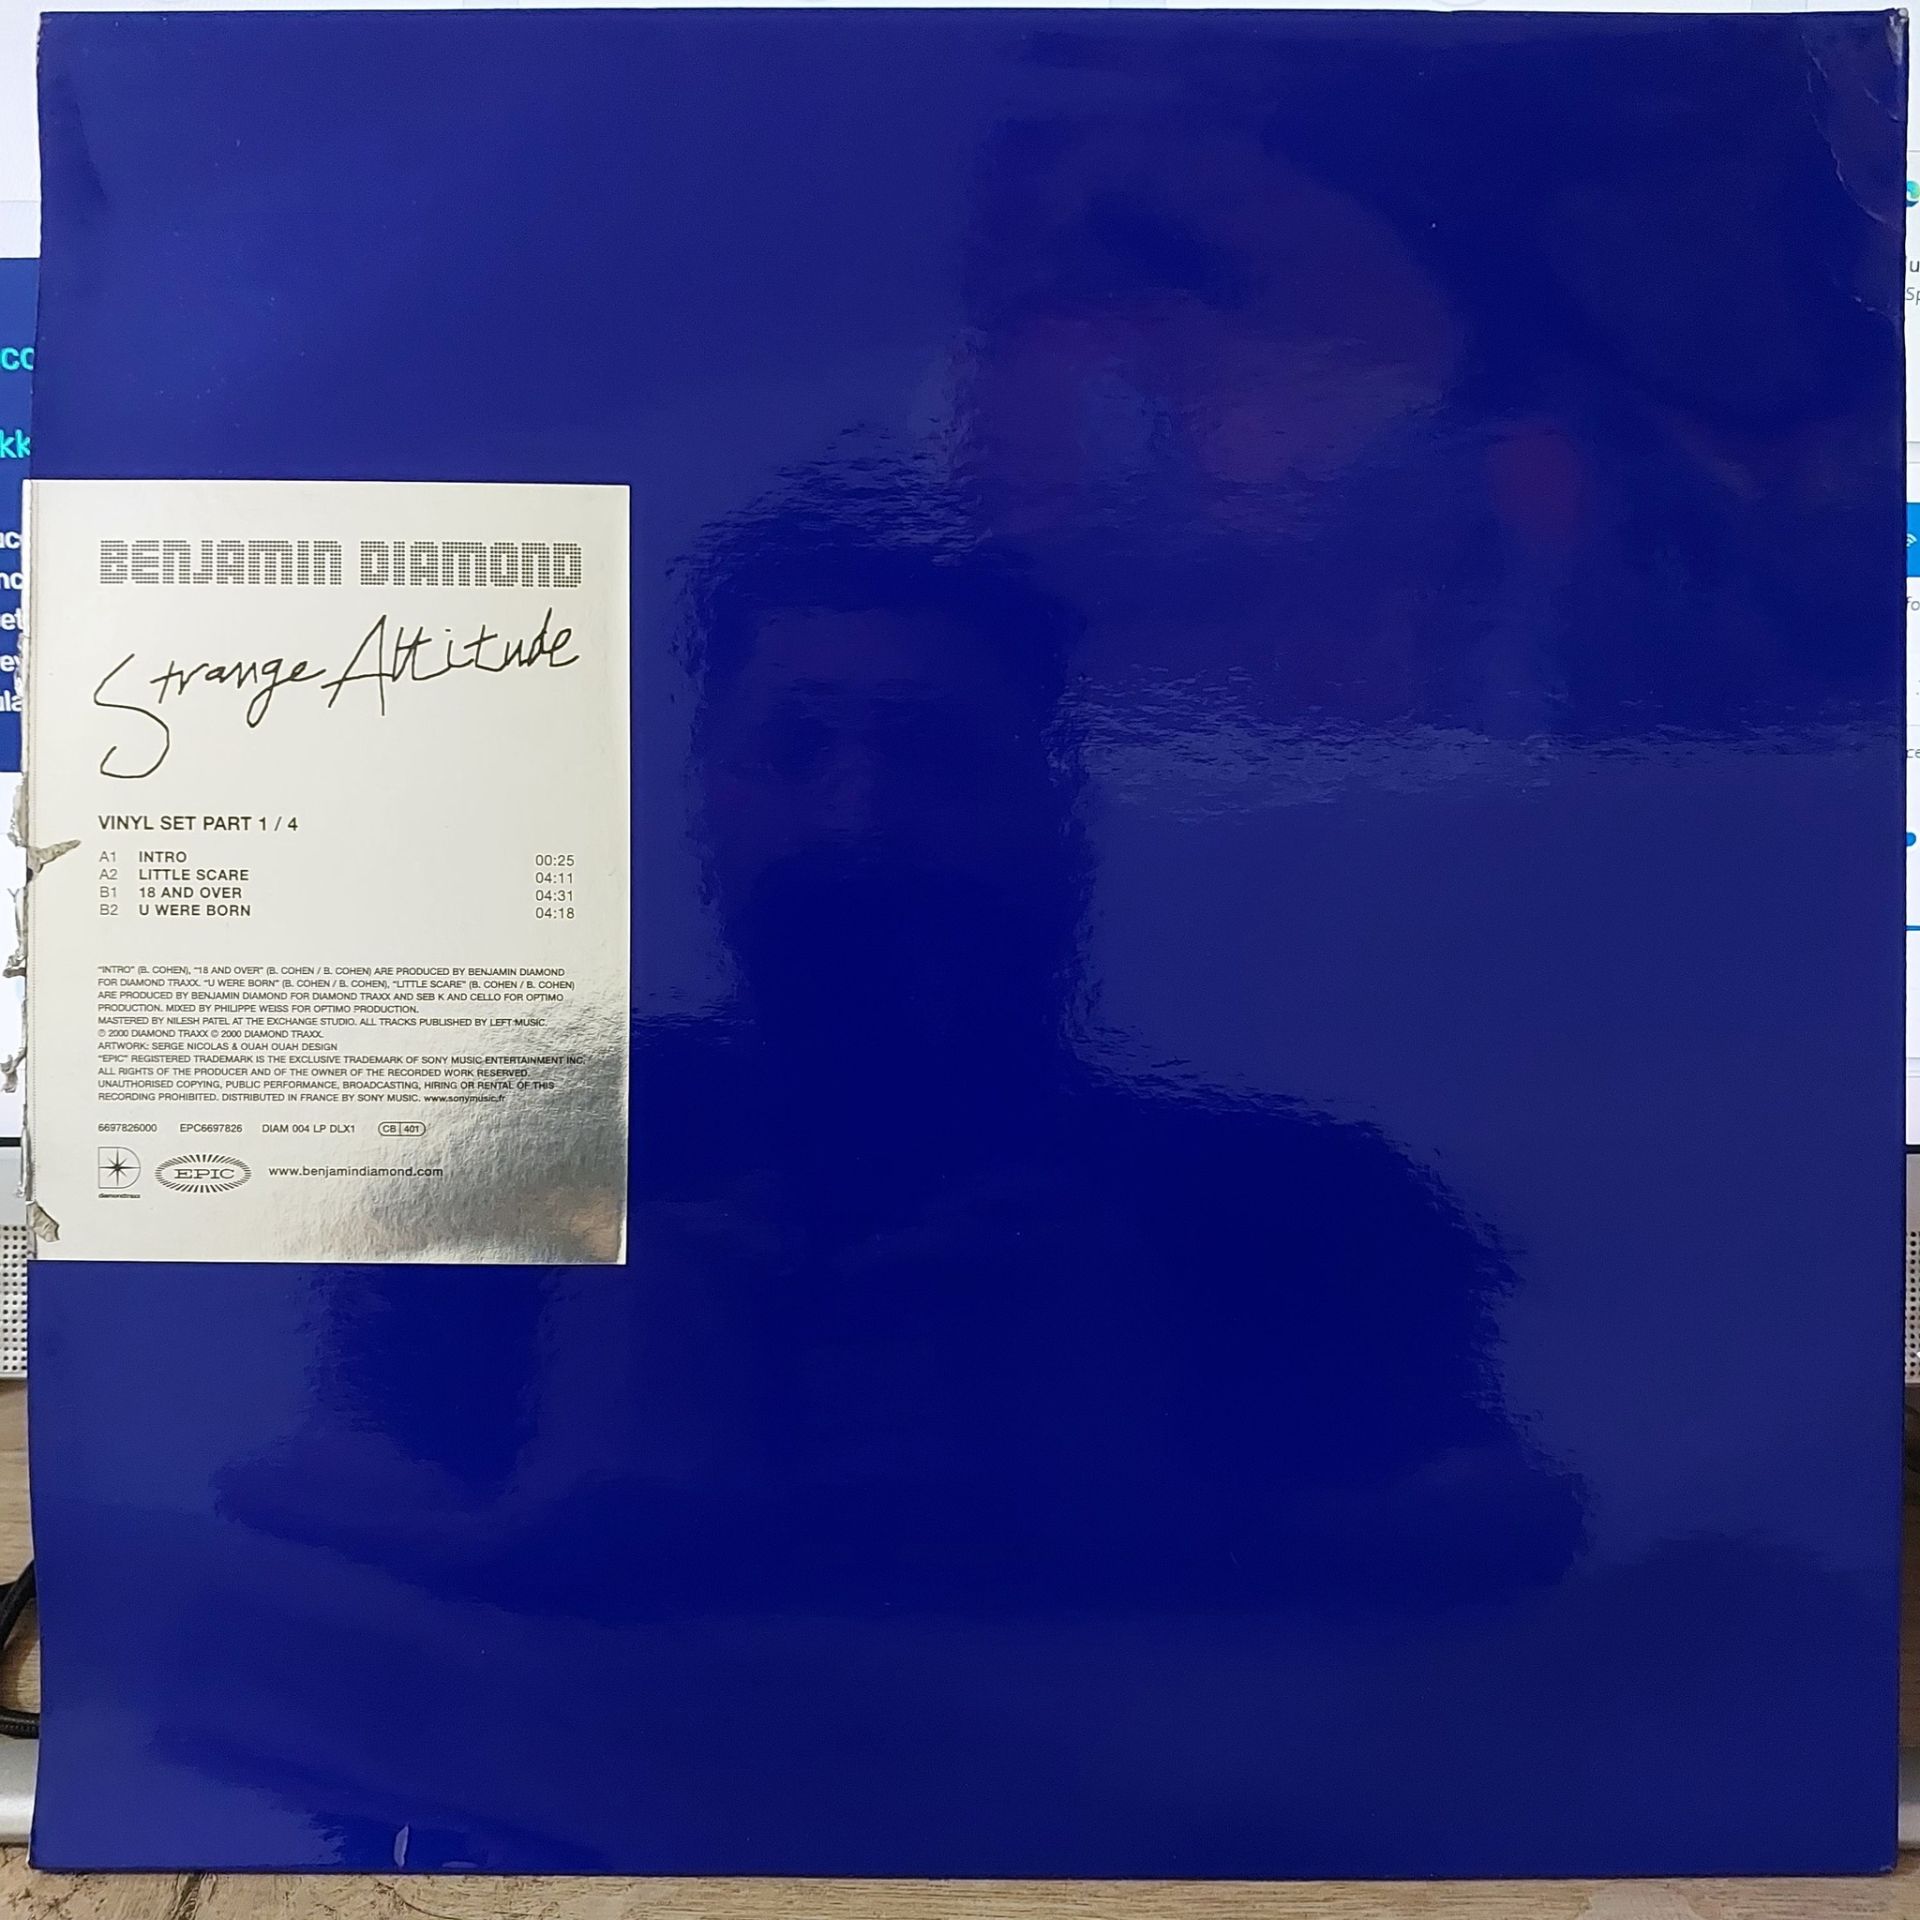 BENJAMIN DIAMOND
Strange Attitude
VINYL SET PART 1 / 4
A1 INTRO 00:25
A2 LITTLE SCARE 04:11
B1 18 AND OVER 04:31
B2 U WERE BORN 04:18
"INTRO" (B. COHEN), "18 AND OVER" (B. COHEN / B. COHEN) ARE PRODUCED BY BENJAMIN DIAMOND
FOR DIAMOND TRAXX. "U WERE BORN" (B. COHEN / B. COHEN), "LITTLE SCARE" (B. COHEN / B. COHEN)
ARE PRODUCED BY BENJAMIN DIAMOND FOR DIAMOND TRAXX AND SEB K AND CELLO FOR OPTIMO
PRODUCTION. MIXED BY PHILIPPE WEISS FOR OPTIMO PRODUCTION.
MASTERED BY NILESH PATEL AT THE EXCHANGE STUDIO. ALL TRACKS PUBLISHED BY LEFT MUSIC.
℗ 2000 DIAMOND TRAXX © 2000 DIAMOND TRAXX.
ARTWORK: SERGE NICOLAS & OUAH OUAH DESIGN
"EPIC" REGISTERED TRADEMARK IS THE EXCLUSIVE TRADEMARK OF SONY MUSIC ENTERTAINMENT INC.
ALL RIGHTS OF THE PRODUCER AND OF THE OWNER OF THE RECORDED WORK RESERVED.
UNAUTHORISED COPYING, PUBLIC PERFORMANCE, BROADCASTING, HIRING OR RENTAL OF THIS
RECORDING PROHIBITED. DISTRIBUTED IN FRANCE BY SONY MUSIC. www.sonymusic.fr
6697826000 EPC6697826 DIAM 004 LP DLX1 CB 401
diamondtraxx EPIC www.benjamindiamond.com